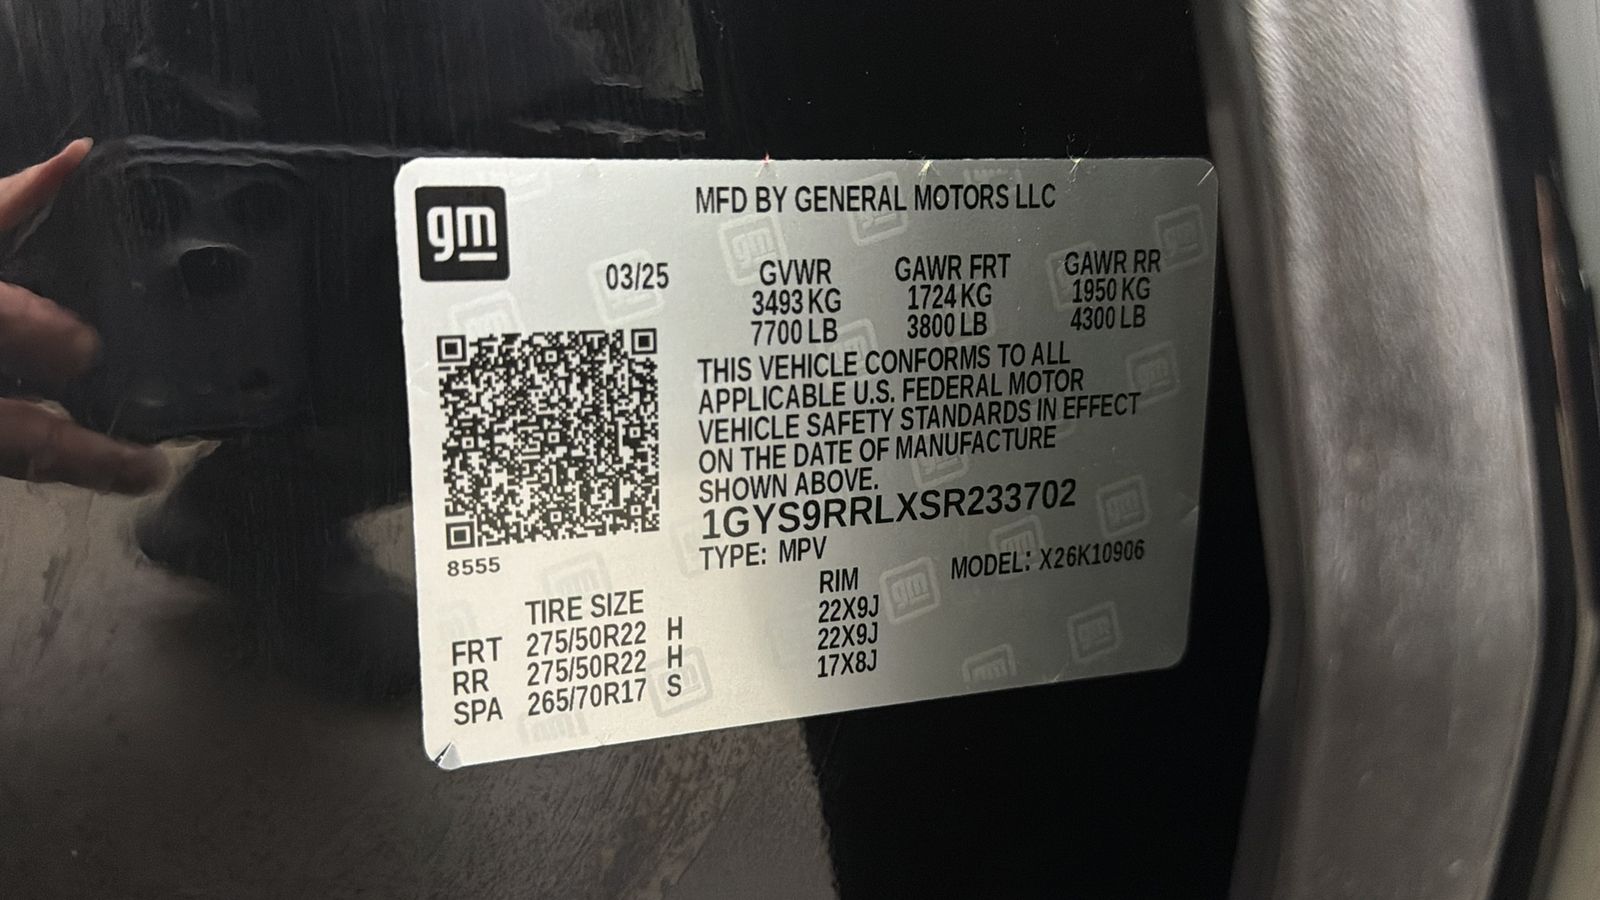 gm
MFD BY GENERAL MOTORS LLC
03/25 GVWR GAWR FRT GAWR RR
3493 KG 1724 KG 1950 KG
7700 LB 3800 LB 4300 LB
THIS VEHICLE CONFORMS TO ALL
APPLICABLE U.S. FEDERAL MOTOR
VEHICLE SAFETY STANDARDS IN EFFECT
ON THE DATE OF MANUFACTURE
SHOWN ABOVE.
1GYS9RRLXSR233702
8555
TYPE: MPV MODEL: X26K10906
TIRE SIZE RIM
FRT 275/50R22 H 22X9J
RR 275/50R22 H 22X9J
SPA 265/70R17 S 17X8J